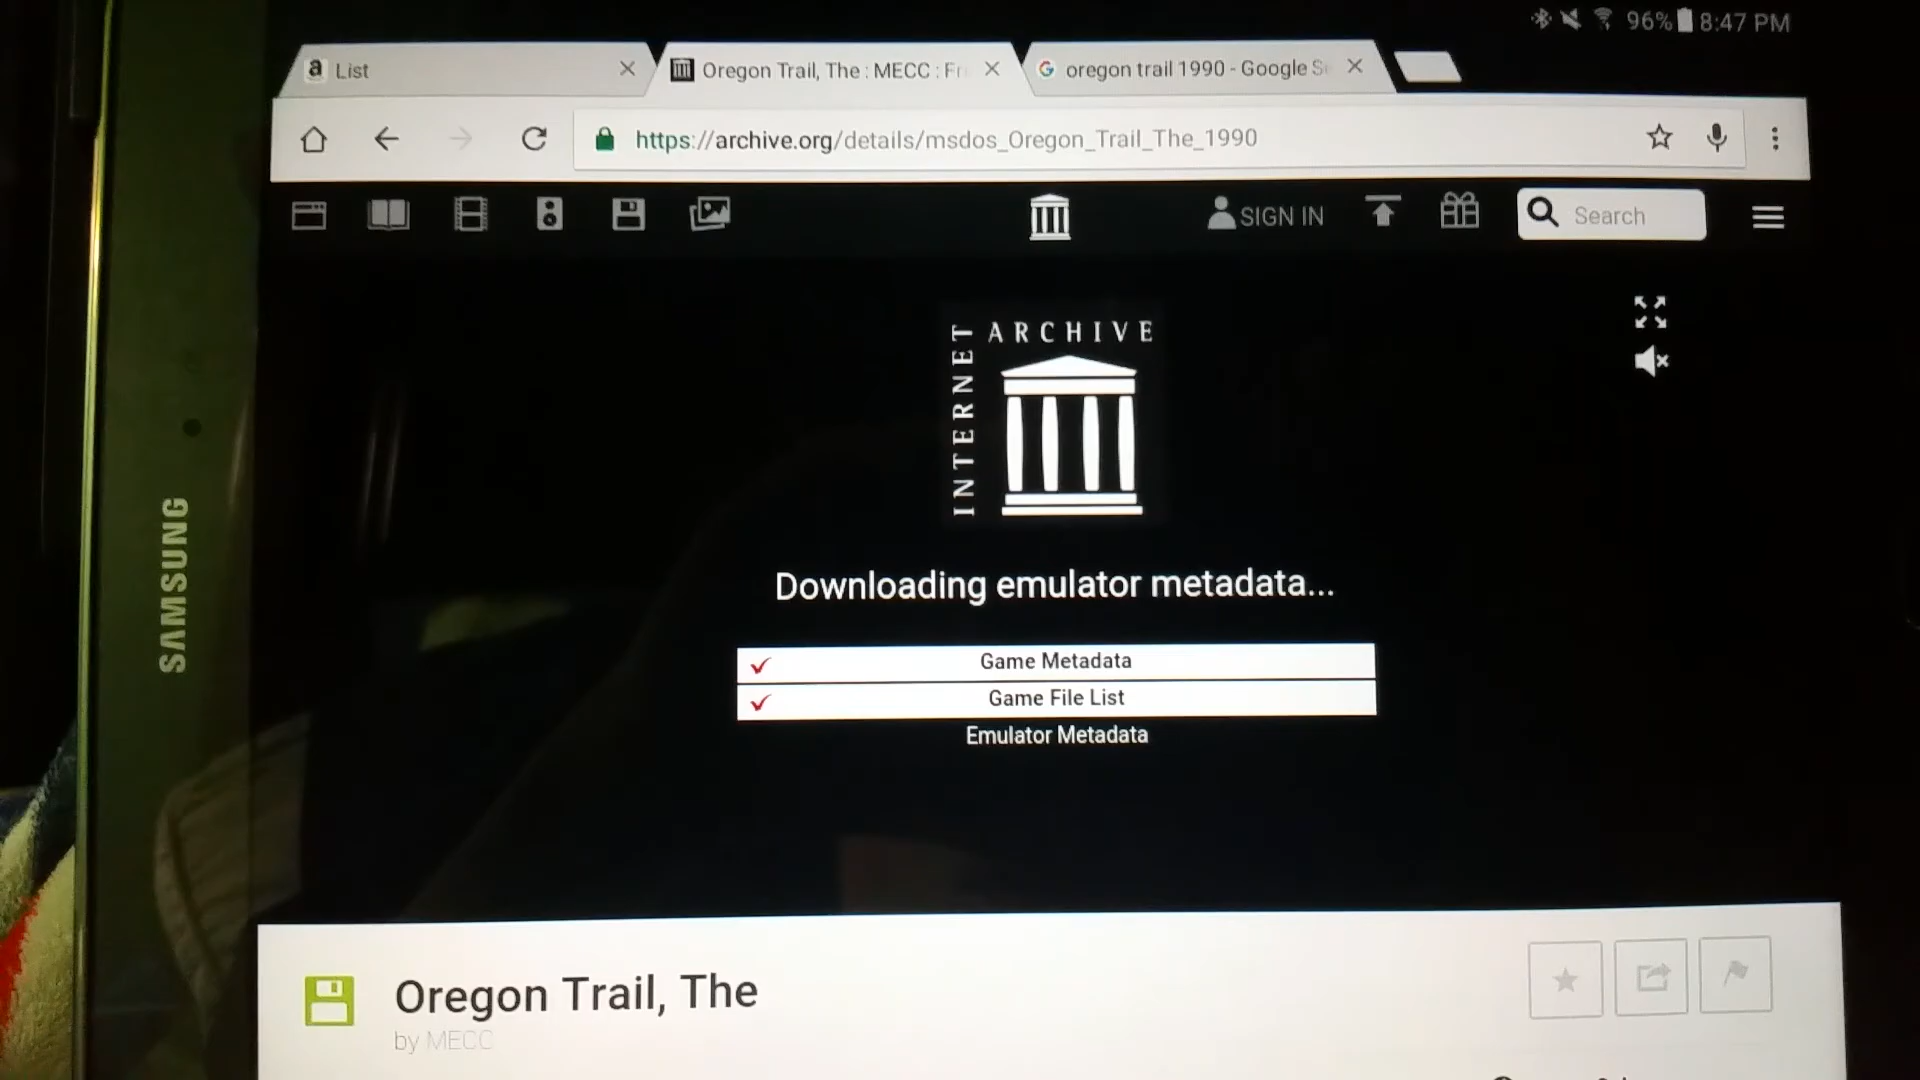 96% 8:47 PM
List
Oregon Trail, The : MECC : Fr
oregon trail 1990 - Google S
https://archive.org/details/msdos_Oregon_Trail_The_1990
SIGN IN
Search
INTERNET
ARCHIVE
SAMSUNG
Downloading emulator metadata...
Game Metadata
Game File List
Emulator Metadata
Oregon Trail, The
by MECC